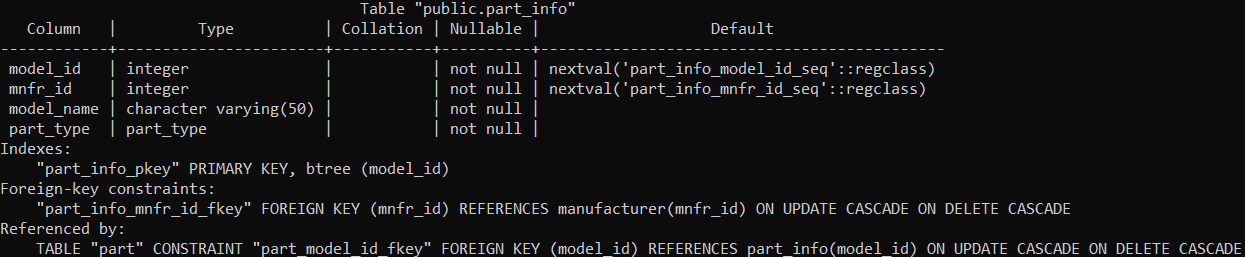 Table "public.part_info"
   Column   |         Type          | Collation | Nullable |                    Default
------------+-----------------------+-----------+----------+------------------------------------------------
 model_id   | integer               |           | not null | nextval('part_info_model_id_seq'::regclass)
 mnfr_id    | integer               |           | not null | nextval('part_info_mnfr_id_seq'::regclass)
 model_name | character varying(50) |           | not null |
 part_type  | part_type             |           | not null |
Indexes:
    "part_info_pkey" PRIMARY KEY, btree (model_id)
Foreign-key constraints:
    "part_info_mnfr_id_fkey" FOREIGN KEY (mnfr_id) REFERENCES manufacturer(mnfr_id) ON UPDATE CASCADE ON DELETE CASCADE
Referenced by:
    TABLE "part" CONSTRAINT "part_model_id_fkey" FOREIGN KEY (model_id) REFERENCES part_info(model_id) ON UPDATE CASCADE ON DELETE CASCADE